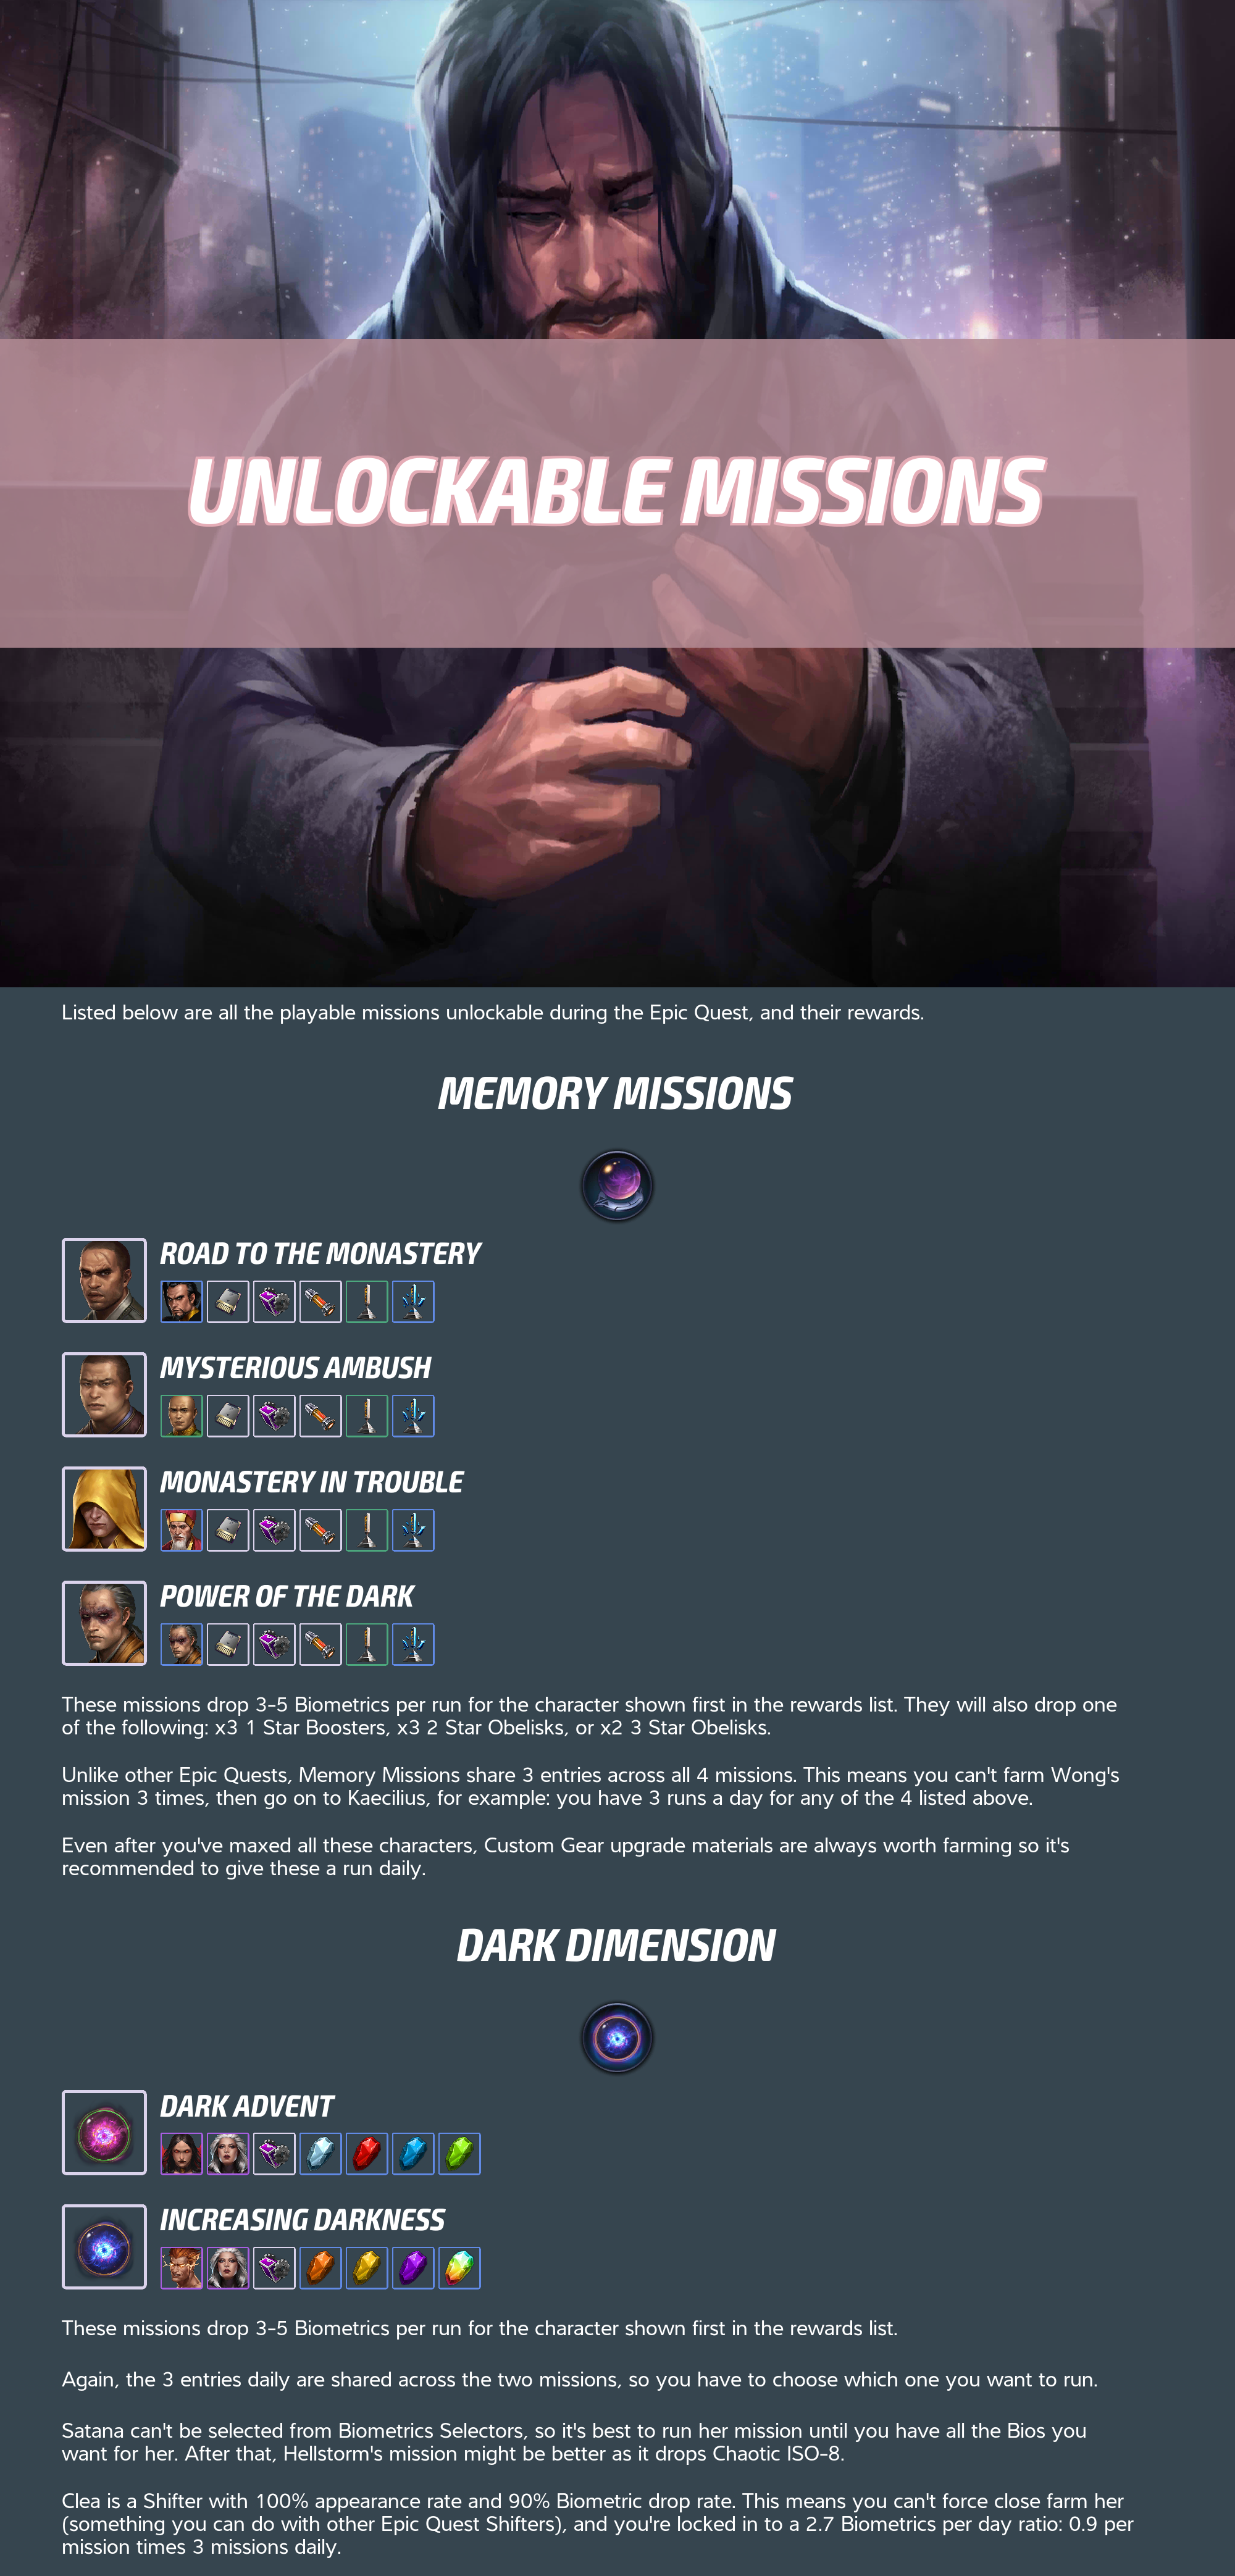 UNLOCKABLE MISSIONS
Listed below are all the playable missions unlockable during the Epic Quest, and their rewards.
MEMORY MISSIONS
ROAD TO THE MONASTERY
MYSTERIOUS AMBUSH
MONASTERY IN TROUBLE
POWER OF THE DARK
These missions drop 3-5 Biometrics per run for the character shown first in the rewards list. They will also drop one
of the following: x3 1 Star Boosters, x3 2 Star Obelisks, or x2 3 Star Obelisks.
Unlike other Epic Quests, Memory Missions share 3 entries across all 4 missions. This means you can't farm Wong's
mission 3 times, then go on to Kaecilius, for example: you have 3 runs a day for any of the 4 listed above.
Even after you've maxed all these characters, Custom Gear upgrade materials are always worth farming so it's
recommended to give these a run daily.
DARK DIMENSION
DARK ADVENT
INCREASING DARKNESS
These missions drop 3-5 Biometrics per run for the character shown first in the rewards list.
Again, the 3 entries daily are shared across the two missions, so you have to choose which one you want to run.
Satana can't be selected from Biometrics Selectors, so it's best to run her mission until you have all the Bios you
want for her. After that, Hellstorm's mission might be better as it drops Chaotic ISO-8.
Clea is a Shifter with 100% appearance rate and 90% Biometric drop rate. This means you can't force close farm her
(something you can do with other Epic Quest Shifters), and you're locked in to a 2.7 Biometrics per day ratio: 0.9 per
mission times 3 missions daily.